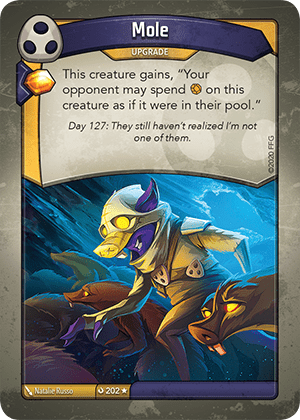 Mole
UPGRADE
This creature gains, “Your
opponent may spend on this
creature as if it were in their pool.”
Day 127: They still haven’t realized I’m not
one of them.
©2020 FFG
Natalie Russo
202